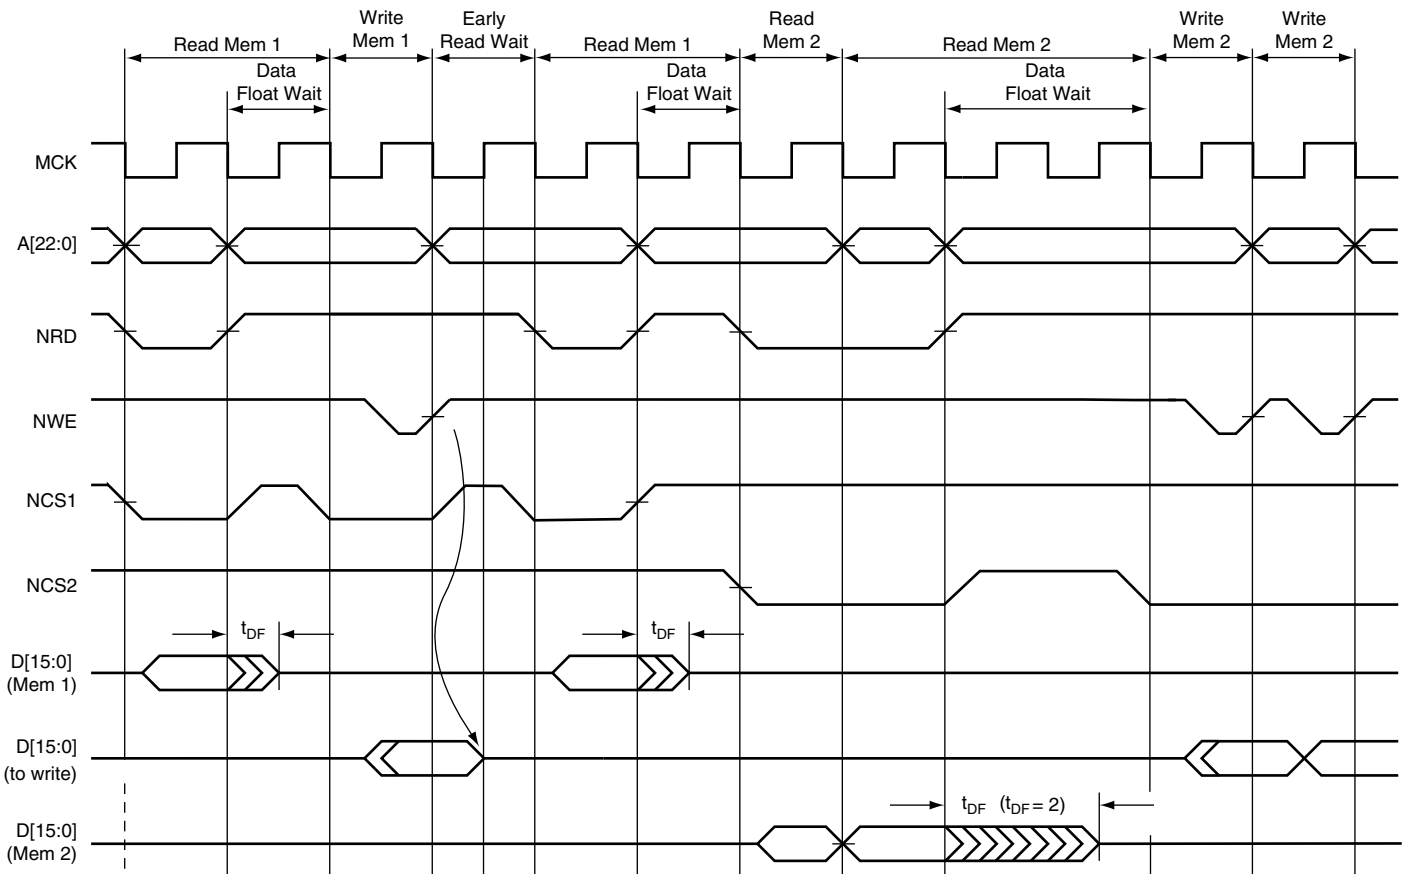 Write
Mem 1
Early
Read Wait
Read
Mem 2
Write
Mem 2
Write
Mem 2
Read Mem 1
Read Mem 1
Read Mem 2
Data
Float Wait
Data
Float Wait
Data
Float Wait
MCK
A[22:0]
NRD
NWE
NCS1
NCS2
tDF
tDF
D[15:0]
(Mem 1)
D[15:0]
(to write)
tDF (tDF = 2)
D[15:0]
(Mem 2)